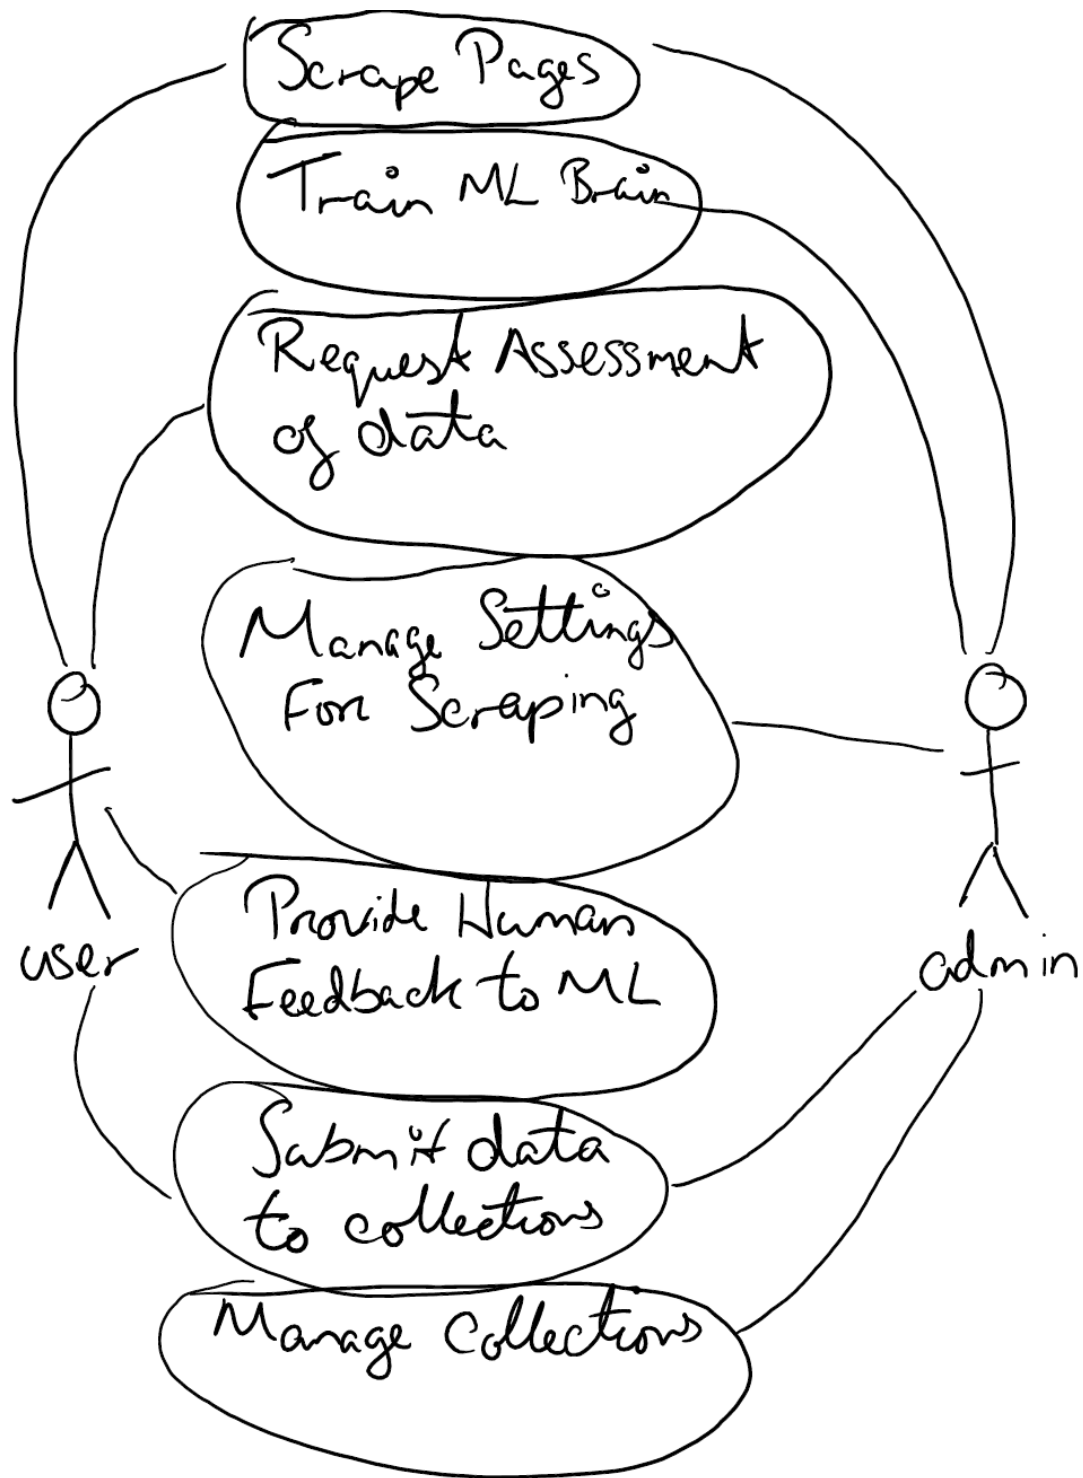 Scrape Pages
Train ML Brain
Request Assessment
of data
Manage Settings
For Scraping
Provide Human
Feedback to ML
user
admin
Submit data
to collections
Manage Collections